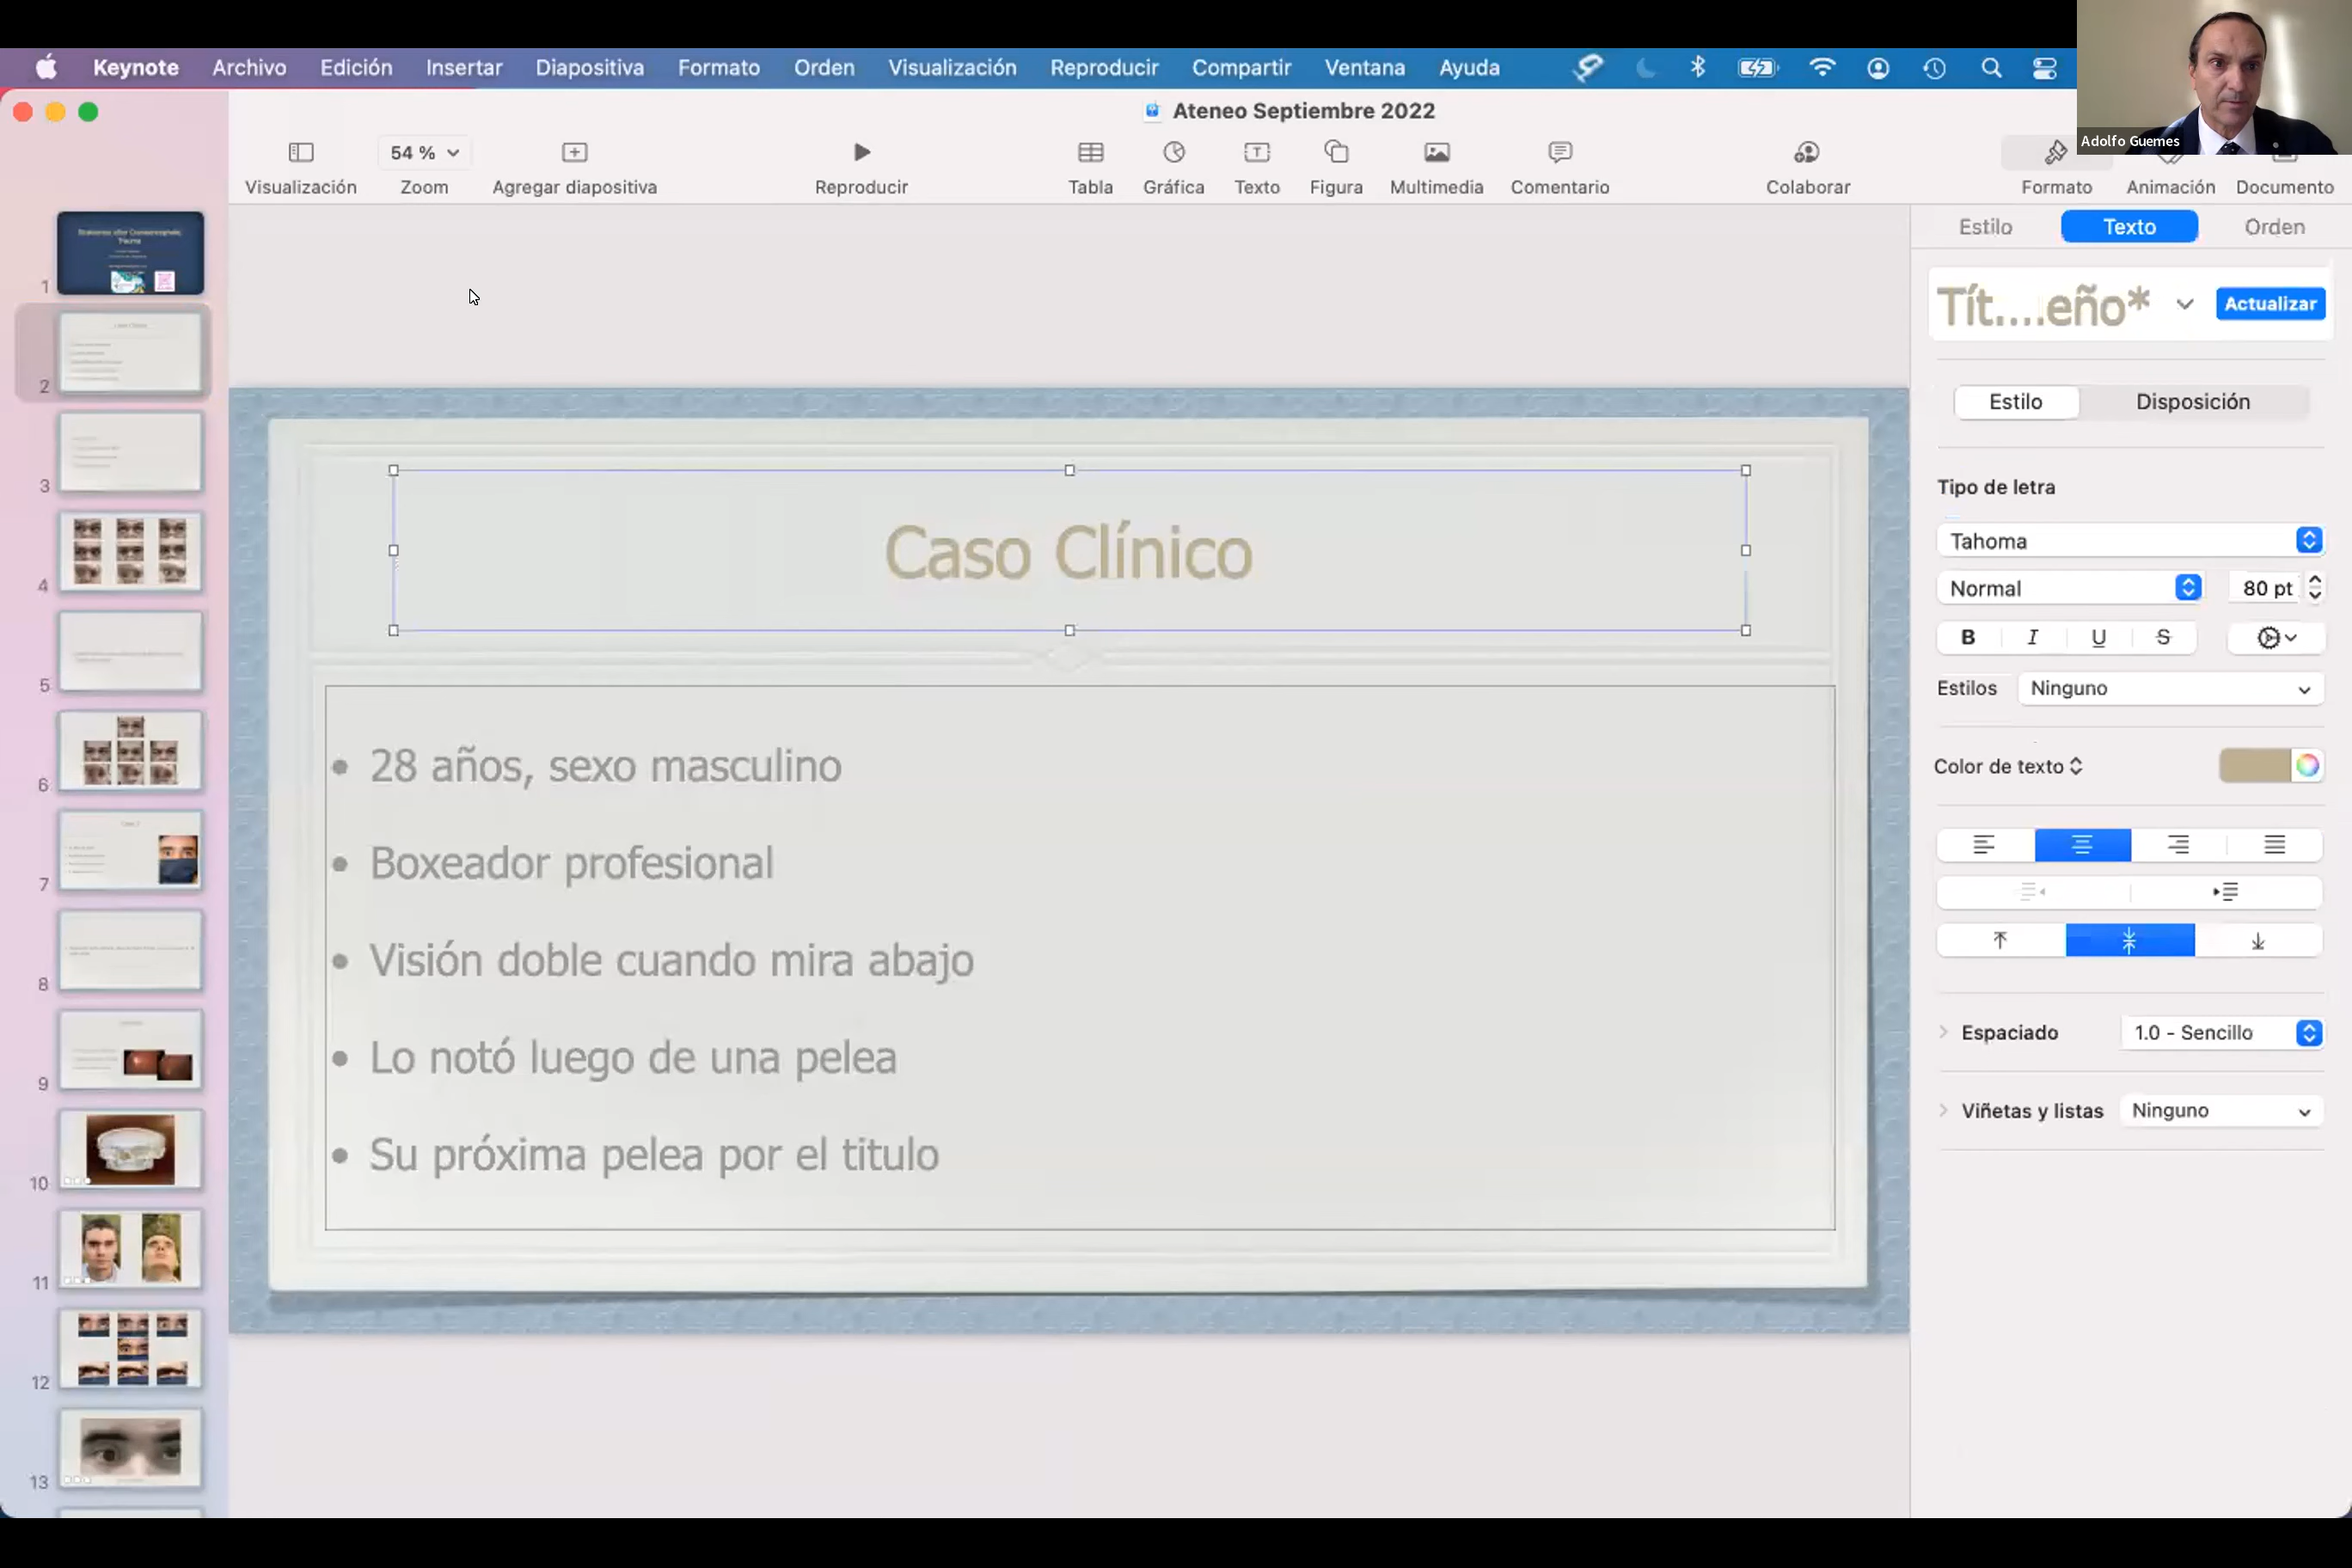 Keynote Archivo Edición Insertar Diapositiva Formato Orden Visualización Reproducir Compartir Ventana Ayuda
Adolfo Guemes
Ateneo Septiembre 2022
54 %
Visualización Zoom Agregar diapositiva Reproducir Tabla Gráfica Texto Figura Multimedia Comentario Colaborar Formato Animación Documento
Estilo Texto Orden
Tít....eño* Actualizar
Estilo Disposición
Tipo de letra
Tahoma
Normal 80 pt
B I U S
Estilos Ninguno
Color de texto
Espaciado 1.0 - Sencillo
Viñetas y listas Ninguno
1
2
3
4
5
6
7
8
9
10
11
12
13
Caso Clínico
• 28 años, sexo masculino
• Boxeador profesional
• Visión doble cuando mira abajo
• Lo notó luego de una pelea
• Su próxima pelea por el titulo